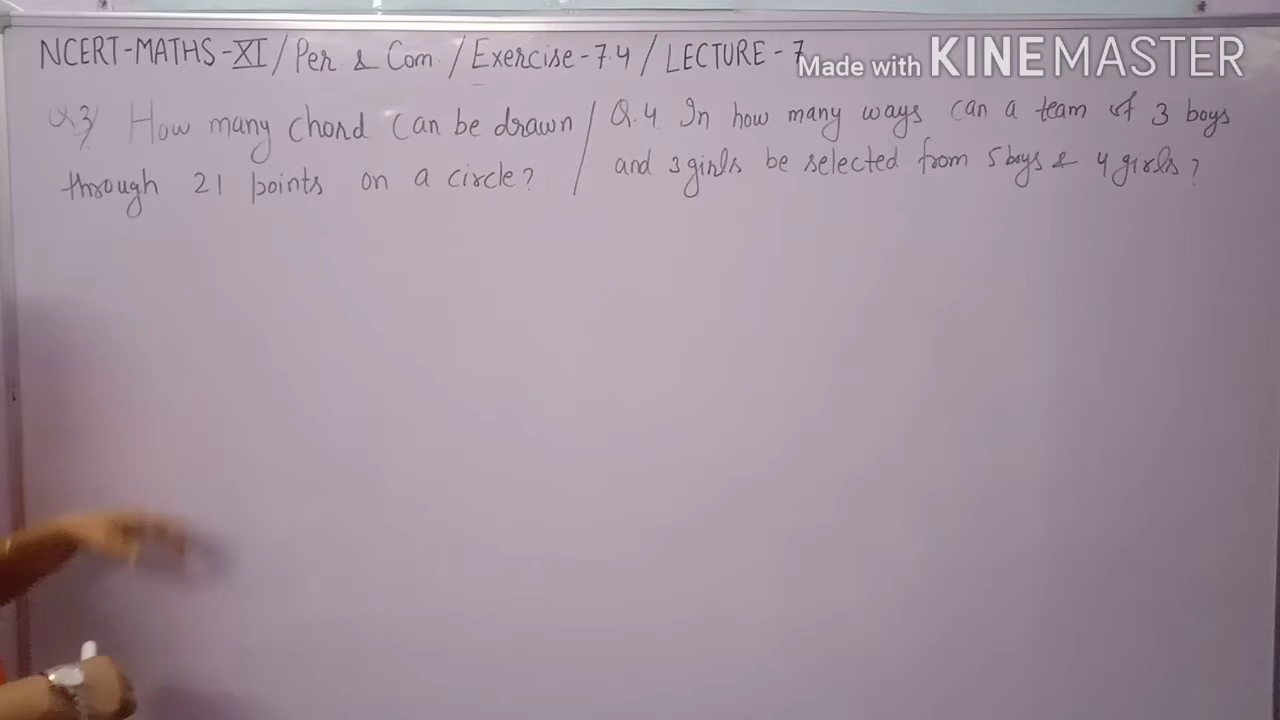 NCERT-MATHS-XI / Per & Com. / Exercise-7.4 / LECTURE-7
Made with KINEMASTER
Q.3) How many chord can be drawn
through 21 points on a circle?
Q.4 In how many ways can a team of 3 boys
and 3 girls be selected from 5 boys & 4 girls?